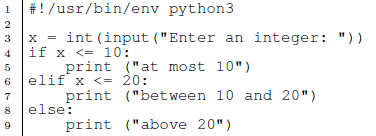 1 #!/usr/bin/env python3
2
3 x = int(input("Enter an integer: "))
4 if x <= 10:
5     print ("at most 10")
6 elif x <= 20:
7     print ("between 10 and 20")
8 else:
9     print ("above 20")